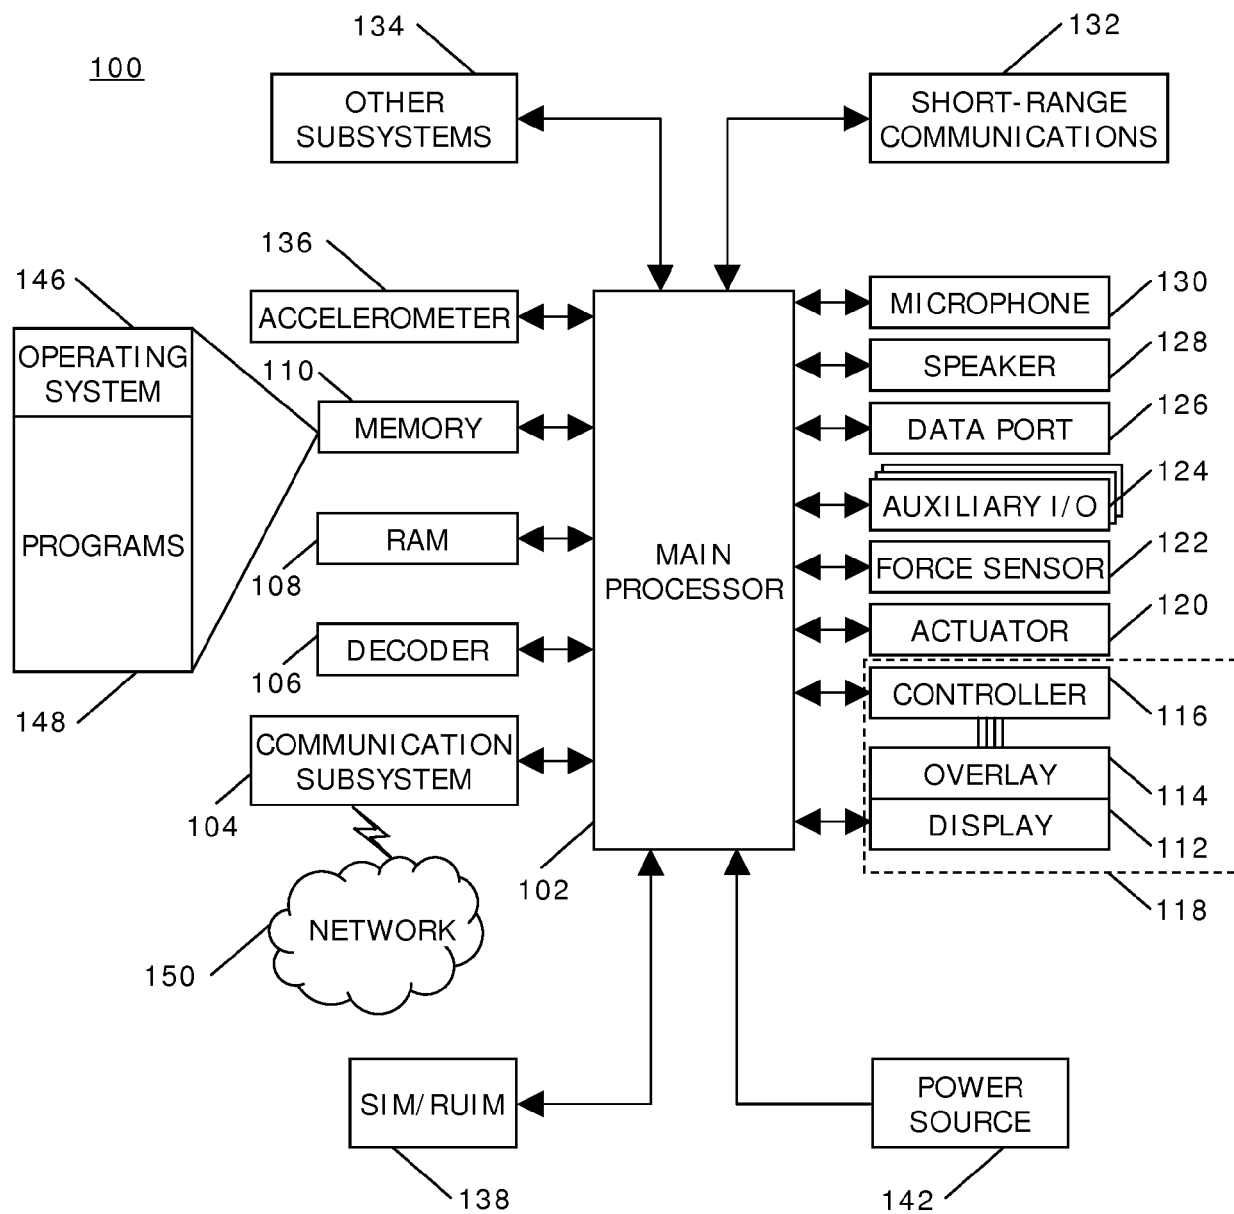 134
132
100
OTHER
SUBSYSTEMS
SHORT-RANGE
COMMUNICATIONS
136
146
ACCELEROMETER
MICROPHONE
130
OPERATING
SYSTEM
110
SPEAKER
128
MEMORY
DATA PORT
126
AUXILIARY I/O
124
PROGRAMS
RAM
108
MAIN
PROCESSOR
FORCE SENSOR
122
ACTUATOR
120
DECODER
106
CONTROLLER
116
148
COMMUNICATION
SUBSYSTEM
104
OVERLAY
114
DISPLAY
112
102
118
NETWORK
150
SIM/RUIM
138
POWER
SOURCE
142